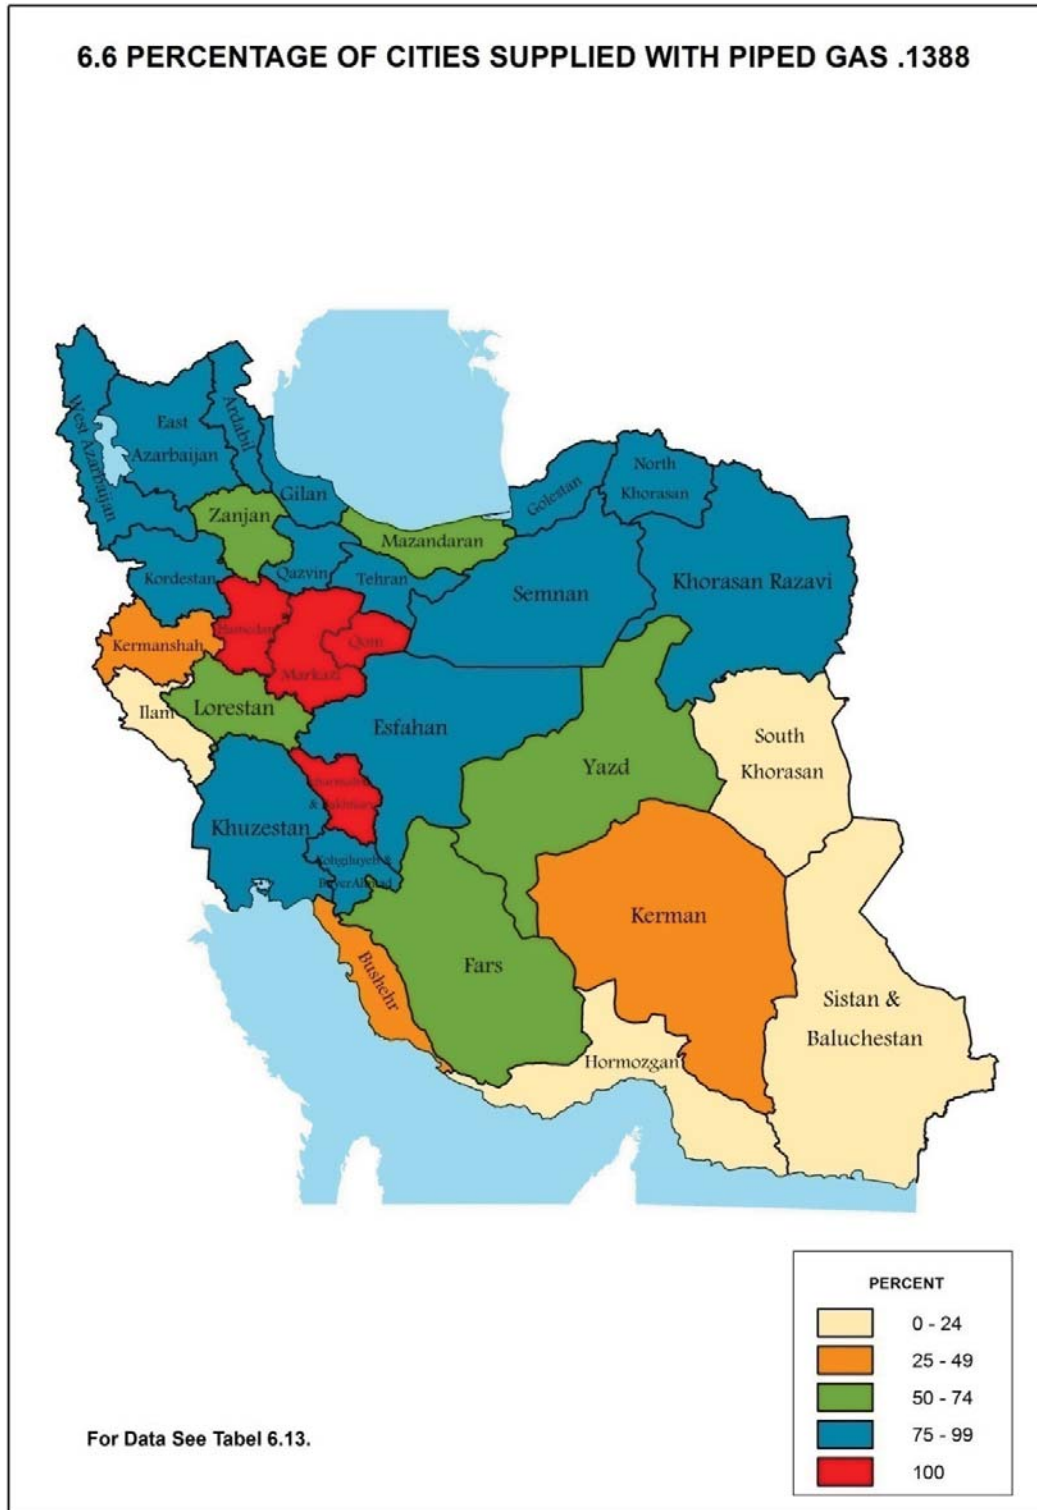 6.6 PERCENTAGE OF CITIES SUPPLIED WITH PIPED GAS .1388
West Azarbaijan
East
Azarbaijan
Ardabil
Gilan
Zanjan
Mazandaran
Golestan
North
Khorasan
Kordestan
Qazvin
Tehran
Semnan
Khorasan Razavi
Kermanshah
Hamedan
Qom
Markazi
Ilam
Lorestan
Esfahan
Yazd
South
Khorasan
Khuzestan
&
Kohgiluyeh &
BoyerAhmad
Kerman
Fars
Bushehr
Sistan &
Baluchestan
Hormozgan
PERCENT
0 - 24
25 - 49
50 - 74
75 - 99
100
For Data See Tabel 6.13.